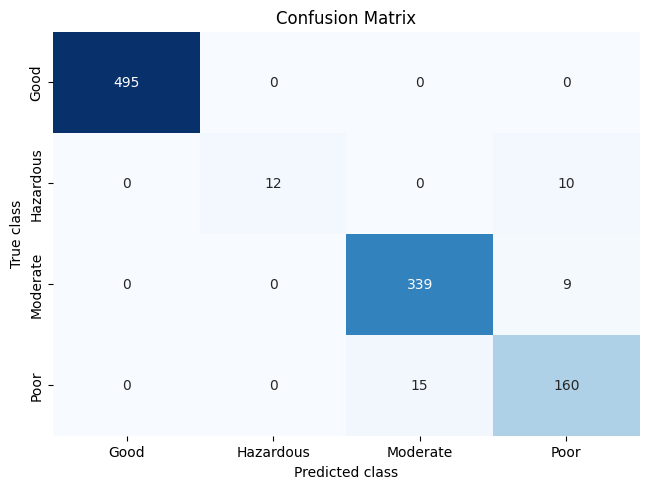 Confusion Matrix
True class
Good
495 0 0 0
Hazardous
0 12 0 10
Moderate
0 0 339 9
Poor
0 0 15 160
Good Hazardous Moderate Poor
Predicted class